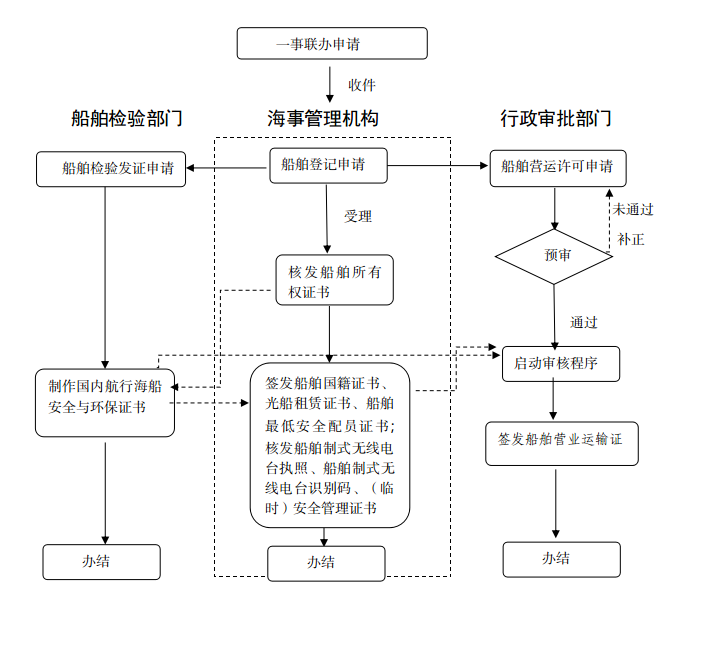 一事联办申请
收件
船舶检验部门
海事管理机构
行政审批部门
船舶检验发证申请
船舶登记申请
船舶营运许可申请
受理
未通过
补正
预审
核发船舶所有
权证书
通过
启动审核程序
制作国内航行海船
安全与环保证书
签发船舶国籍证书、
光船租赁证书、船舶
最低安全配员证书;
核发船舶制式无线电
台执照、船舶制式无
线电台识别码、（临
时）安全管理证书
签发船舶营业运输证
办结
办结
办结